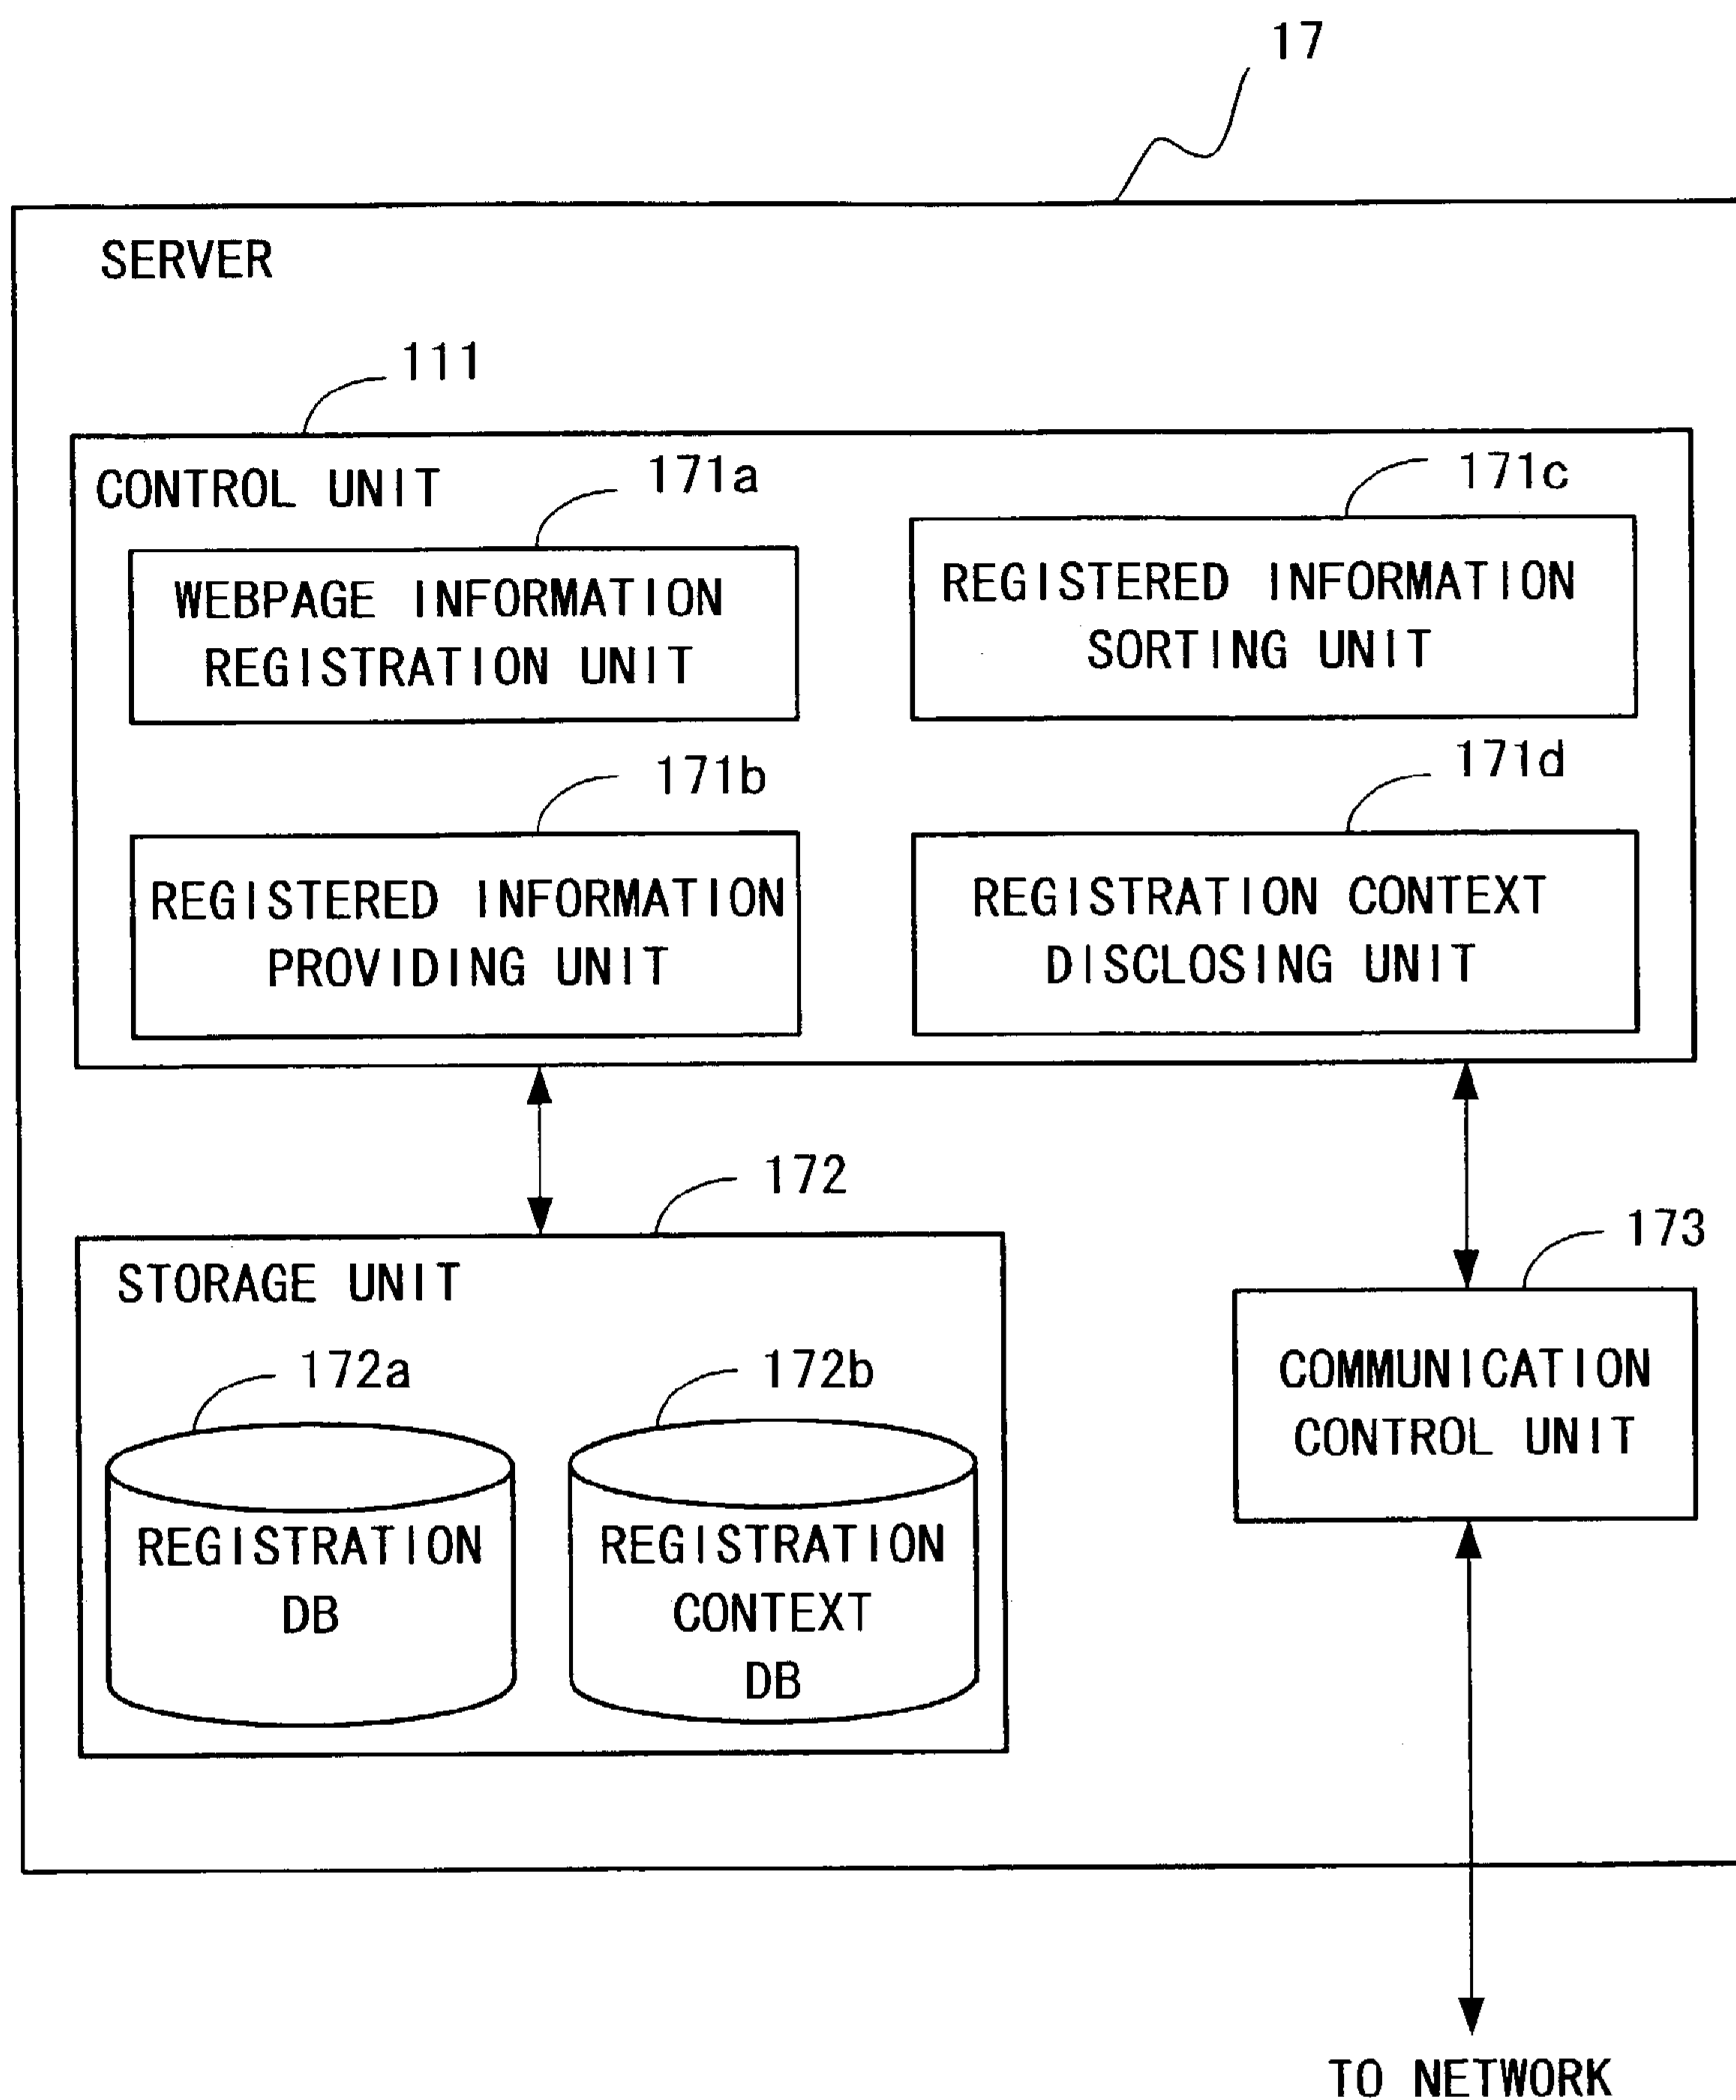 17
SERVER
111
CONTROL UNIT
171a
WEBPAGE INFORMATION
REGISTRATION UNIT
171c
REGISTERED INFORMATION
SORTING UNIT
171b
REGISTERED INFORMATION
PROVIDING UNIT
171d
REGISTRATION CONTEXT
DISCLOSING UNIT
172
STORAGE UNIT
172a
REGISTRATION
DB
172b
REGISTRATION
CONTEXT
DB
173
COMMUNICATION
CONTROL UNIT
TO NETWORK